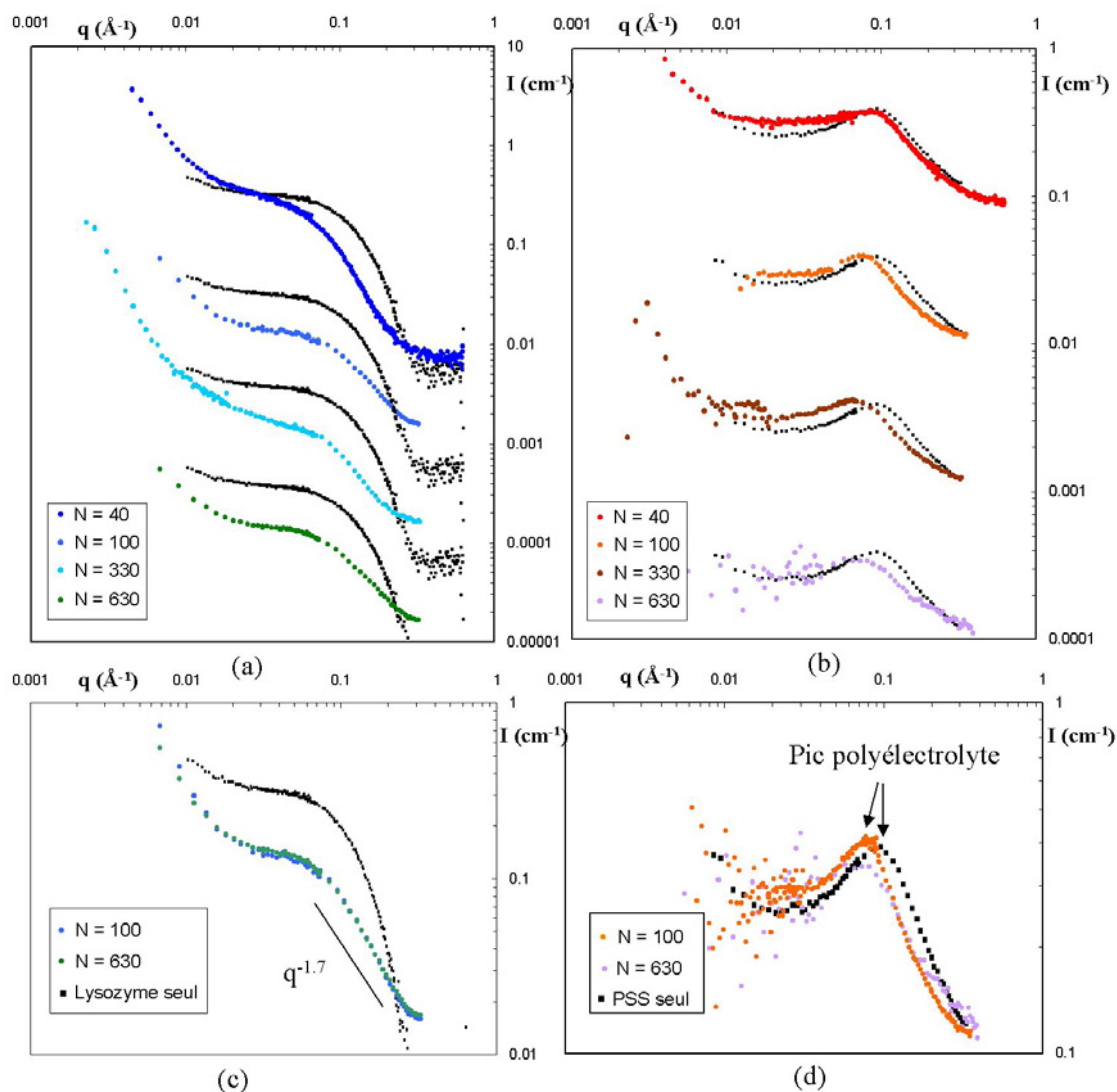 0.001 0.01 0.1 1
q (Å⁻¹)
10
I (cm⁻¹)
1
0.1
0.01
0.001
0.0001
0.00001
N = 40
N = 100
N = 330
N = 630
(a)
0.001 0.01 0.1 1
q (Å⁻¹)
1
I (cm⁻¹)
0.1
0.01
0.001
0.0001
N = 40
N = 100
N = 330
N = 630
(b)
0.001 q (Å⁻¹) 0.01 0.1 1
1
I (cm⁻¹)
0.1
0.01
N = 100
N = 630
Lysozyme seul
q⁻¹·⁷
(c)
0.001 q (Å⁻¹) 0.01 0.1 1
1
I (cm⁻¹)
Pic polyélectrolyte
N = 100
N = 630
PSS seul
0.1
(d)